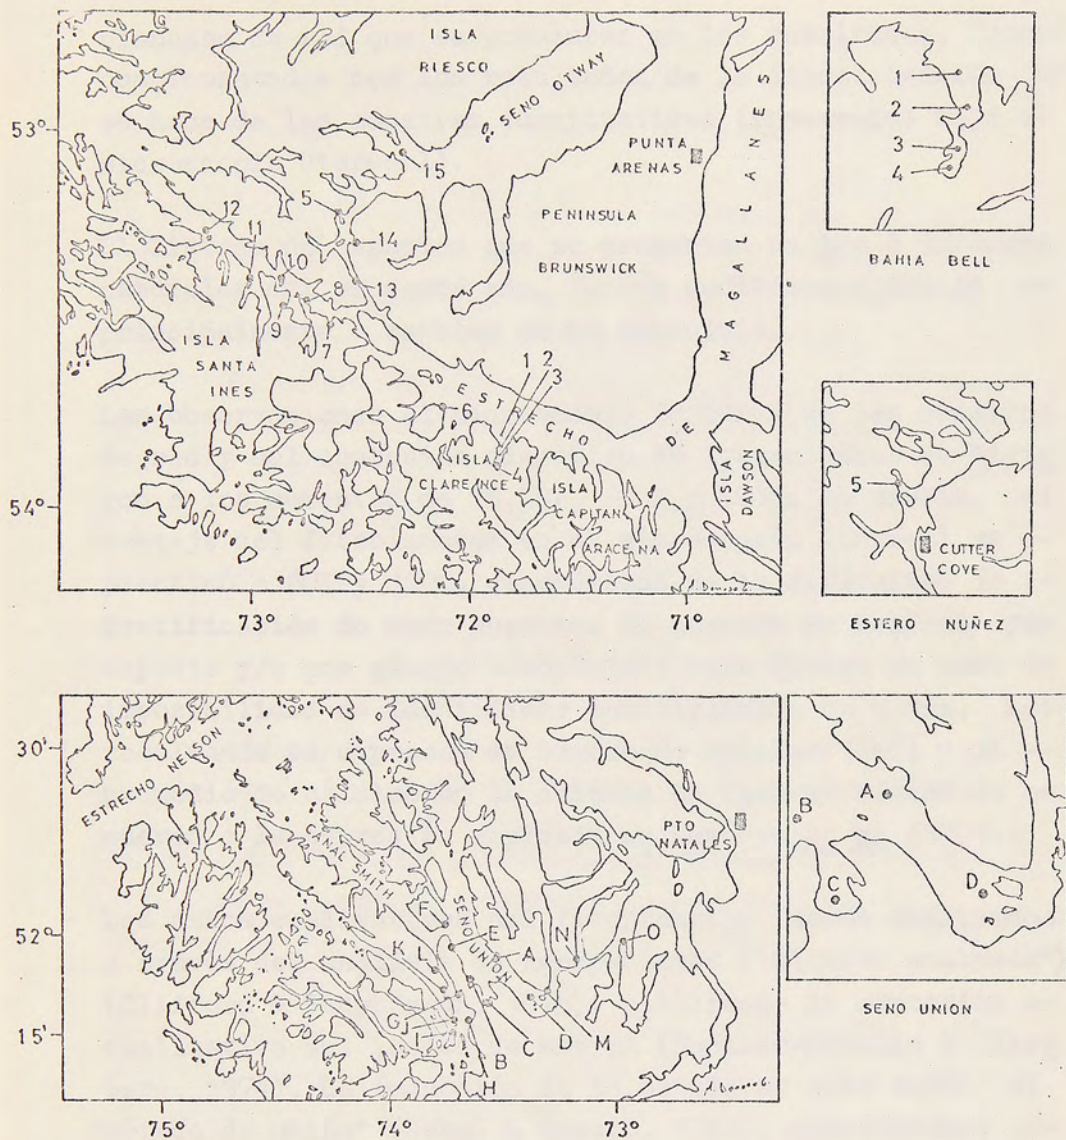 ISLA
RIESCO
SENO OTWAY
53°
PUNTA
ARENAS
MAGALLANES
15
5
12
11
14
10
PENINSULA
BRUNSWICK
8
13
9
7
ISLA
SANTA
INES
1
2
3
ESTRECHO
DE
6
ISLA
CLARENCE
4
ISLA
CAPITAN
ARACENA
ISLA
DAWSON
54°
73°
72°
71°
1
2
3
4
BAHIA BELL
5
CUTTER
COVE
ESTERO NUÑEZ
30'
ESTRECHO NELSON
CANAL SMITH
PTO
NATALES
F
SENO UNION
52°
K
L
E
A
N
O
G
J
I
15'
B
C
D
M
H
75°
74°
73°
A
B
C
D
SENO UNION